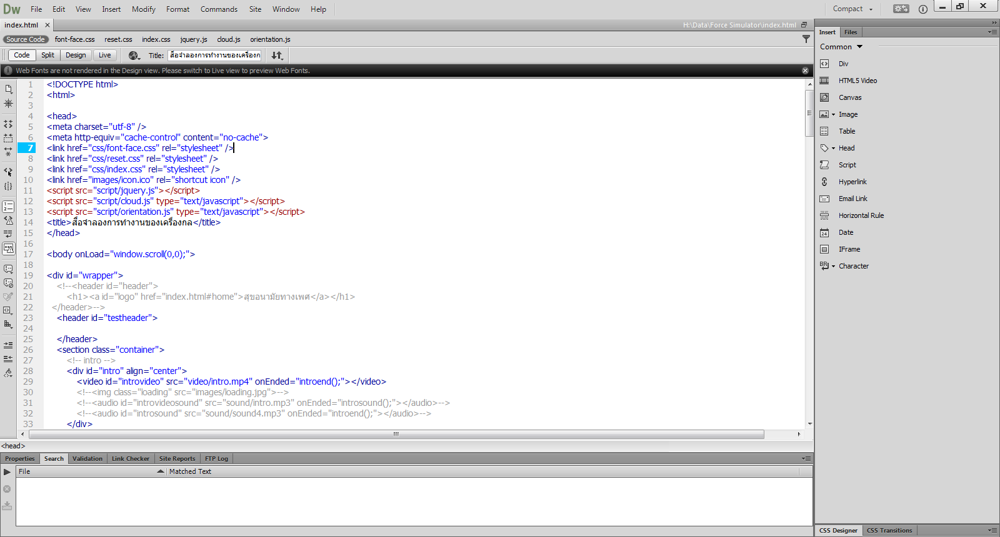 Dw File Edit View Insert Modify Format Commands Site Window Help Compact
index.html H:\Data\Force Simulator\index.html
Source Code font-face.css reset.css index.css jquery.js cloud.js orientation.js
Code Split Design Live Title: สื่อจำลองการทำงานของเครื่องก
Web Fonts are not rendered in the Design view. Please switch to Live view to preview Web Fonts.
1 <!DOCTYPE html>
2 <html>
3
4 <head>
5 <meta charset="utf-8" />
6 <meta http-equiv="cache-control" content="no-cache">
7 <link href="css/font-face.css" rel="stylesheet" />
8 <link href="css/reset.css" rel="stylesheet" />
9 <link href="css/index.css" rel="stylesheet" />
10 <link href="images/icon.ico" rel="shortcut icon" />
11 <script src="script/jquery.js"></script>
12 <script src="script/cloud.js" type="text/javascript"></script>
13 <script src="script/orientation.js" type="text/javascript"></script>
14 <title>สื่อจำลองการทำงานของเครื่องกล</title>
15 </head>
16
17 <body onLoad="window.scroll(0,0);">
18
19 <div id="wrapper">
20 <!--<header id="header">
21 <h1><a id="logo" href="index.html#home">สุขอนามัยทางเพศ</a></h1>
22 </header>-->
23 <header id="testheader">
24
25 </header>
26 <section class="container">
27 <!-- intro -->
28 <div id="intro" align="center">
29 <video id="introvideo" src="video/intro.mp4" onEnded="introend();"></video>
30 <!--<img class="loading" src="images/loading.jpg">-->
31 <!--<audio id="introvideosound" src="sound/intro.mp3" onEnded="introsound();"></audio>-->
32 <!--<audio id="introsound" src="sound/sound4.mp3" onEnded="introend();"></audio>-->
33 </div>
<head>
Properties Search Validation Link Checker Site Reports FTP Log
File Matched Text
Insert Files
Common
Div
HTML5 Video
Canvas
Image
Table
Head
Script
Hyperlink
Email Link
Horizontal Rule
24 Date
IFrame
BR Character
CSS Designer CSS Transitions